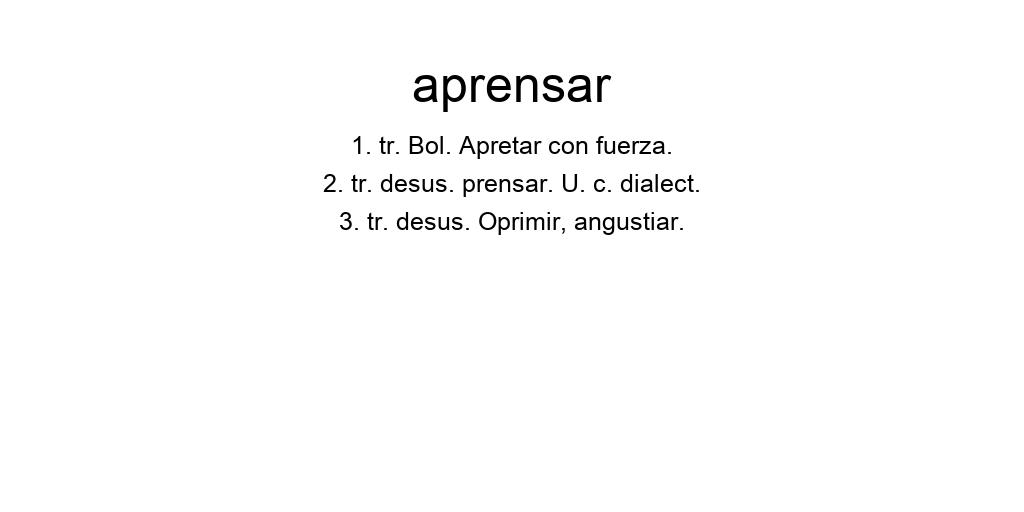 aprensar
1. tr. Bol. Apretar con fuerza.
2. tr. desus. prensar. U. c. dialect.
3. tr. desus. Oprimir, angustiar.